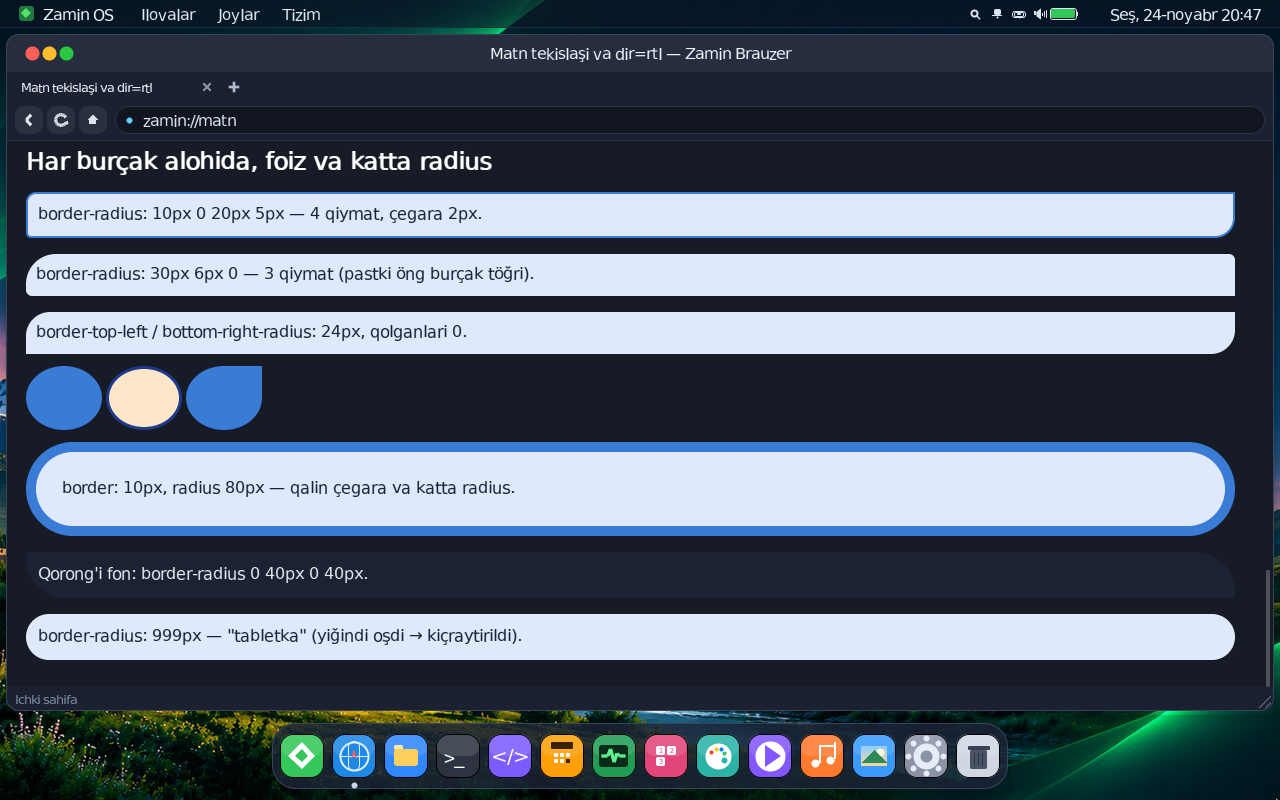 Zamin OS Ilovalar Joylar Tizim Seş, 24-noyabr 20:47
Matn tekislaşi va dir=rtl — Zamin Brauzer
Matn tekislaşi va dir=rtl
zamin://matn
Har burçak alohida, foiz va katta radius
border-radius: 10px 0 20px 5px — 4 qiymat, çegara 2px.
border-radius: 30px 6px 0 — 3 qiymat (pastki öng burçak töğri).
border-top-left / bottom-right-radius: 24px, qolganlari 0.
border: 10px, radius 80px — qalin çegara va katta radius.
Qorong'i fon: border-radius 0 40px 0 40px.
border-radius: 999px — "tabletka" (yiğindi oşdi → kiçraytirildi).
Ichki sahifa
>_ </> 1 2 3